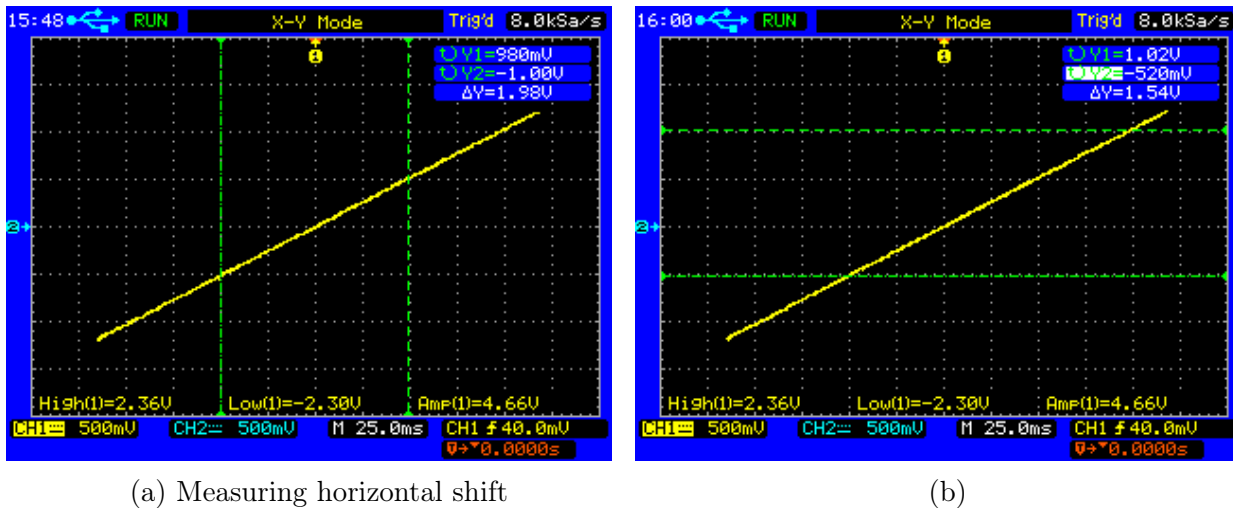 15:48 RUN X-Y Mode Trig'd 8.0kSa/s
1
Y1=980mV
Y2=-1.00V
ΔY=1.98V
2
High(1)=2.36V Low(1)=-2.30V Amp(1)=4.66V
CH1 500mV CH2 500mV M 25.0ms CH1 40.0mV
0.0000s
(a) Measuring horizontal shift
16:00 RUN X-Y Mode Trig'd 8.0kSa/s
1
Y1=1.02V
Y2=-520mV
ΔY=1.54V
2
High(1)=2.36V Low(1)=-2.30V Amp(1)=4.66V
CH1 500mV CH2 500mV M 25.0ms CH1 40.0mV
0.0000s
(b)